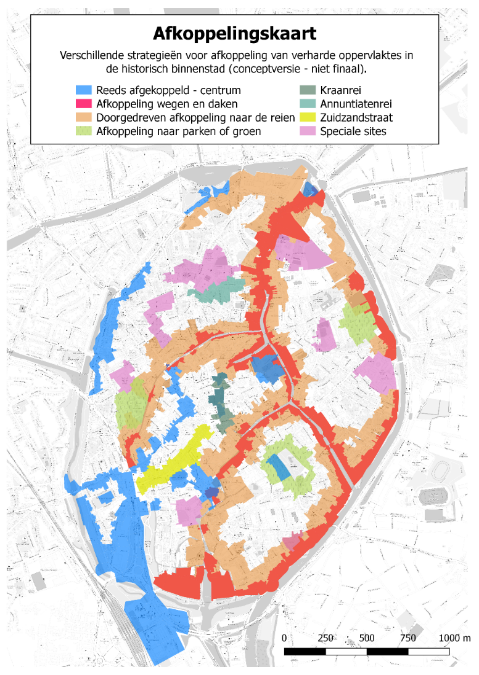 Afkoppelingskaart
Verschillende strategieën voor afkoppeling van verharde oppervlaktes in
de historisch binnenstad (conceptversie - niet finaal).
Reeds afgekoppeld - centrum
Afkoppeling wegen en daken
Doorgedreven afkoppeling naar de reien
Afkoppeling naar parken of groen
Kraanrei
Annuntiatenrei
Zuidzandstraat
Speciale sites
0 250 500 750 1000 m